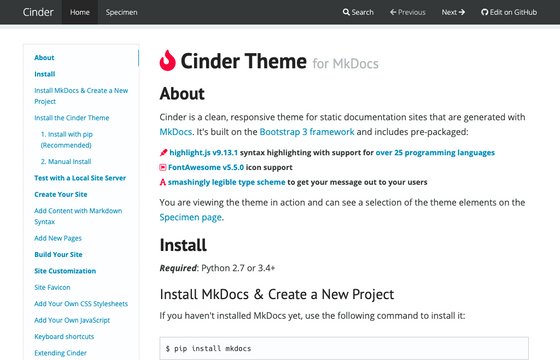 Cinder Home Specimen Search Previous Next Edit on GitHub
About
Install
Install MkDocs & Create a New
Project
Install the Cinder Theme
1. Install with pip
(Recommended)
2. Manual Install
Test with a Local Site Server
Create Your Site
Add Content with Markdown
Syntax
Add New Pages
Build Your Site
Site Customization
Site Favicon
Add Your Own CSS Stylesheets
Add Your Own JavaScript
Keyboard shortcuts
Extending Cinder
Cinder Theme for MkDocs
About
Cinder is a clean, responsive theme for static documentation sites that are generated with
MkDocs. It's built on the Bootstrap 3 framework and includes pre-packaged:
highlight.js v9.13.1 syntax highlighting with support for over 25 programming languages
FontAwesome v5.5.0 icon support
smashingly legible type scheme to get your message out to your users
You are viewing the theme in action and can see a selection of the theme elements on the
Specimen page.
Install
Required: Python 2.7 or 3.4+
Install MkDocs & Create a New Project
If you haven't installed MkDocs yet, use the following command to install it:
$ pip install mkdocs